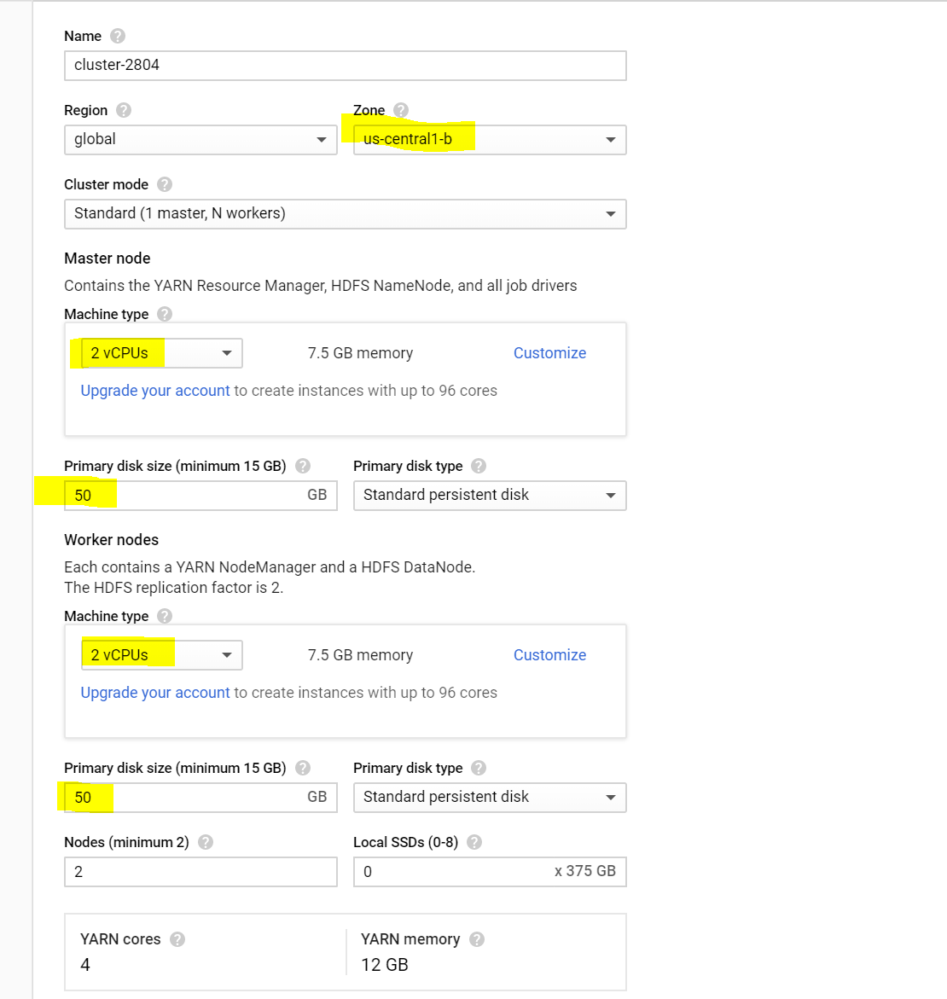 Name
cluster-2804
Region Zone
global us-central1-b
Cluster mode
Standard (1 master, N workers)
Master node
Contains the YARN Resource Manager, HDFS NameNode, and all job drivers
Machine type
2 vCPUs 7.5 GB memory Customize
Upgrade your account to create instances with up to 96 cores
Primary disk size (minimum 15 GB) Primary disk type
50 GB Standard persistent disk
Worker nodes
Each contains a YARN NodeManager and a HDFS DataNode.
The HDFS replication factor is 2.
Machine type
2 vCPUs 7.5 GB memory Customize
Upgrade your account to create instances with up to 96 cores
Primary disk size (minimum 15 GB) Primary disk type
50 GB Standard persistent disk
Nodes (minimum 2) Local SSDs (0-8)
2 0 x 375 GB
YARN cores YARN memory
4 12 GB